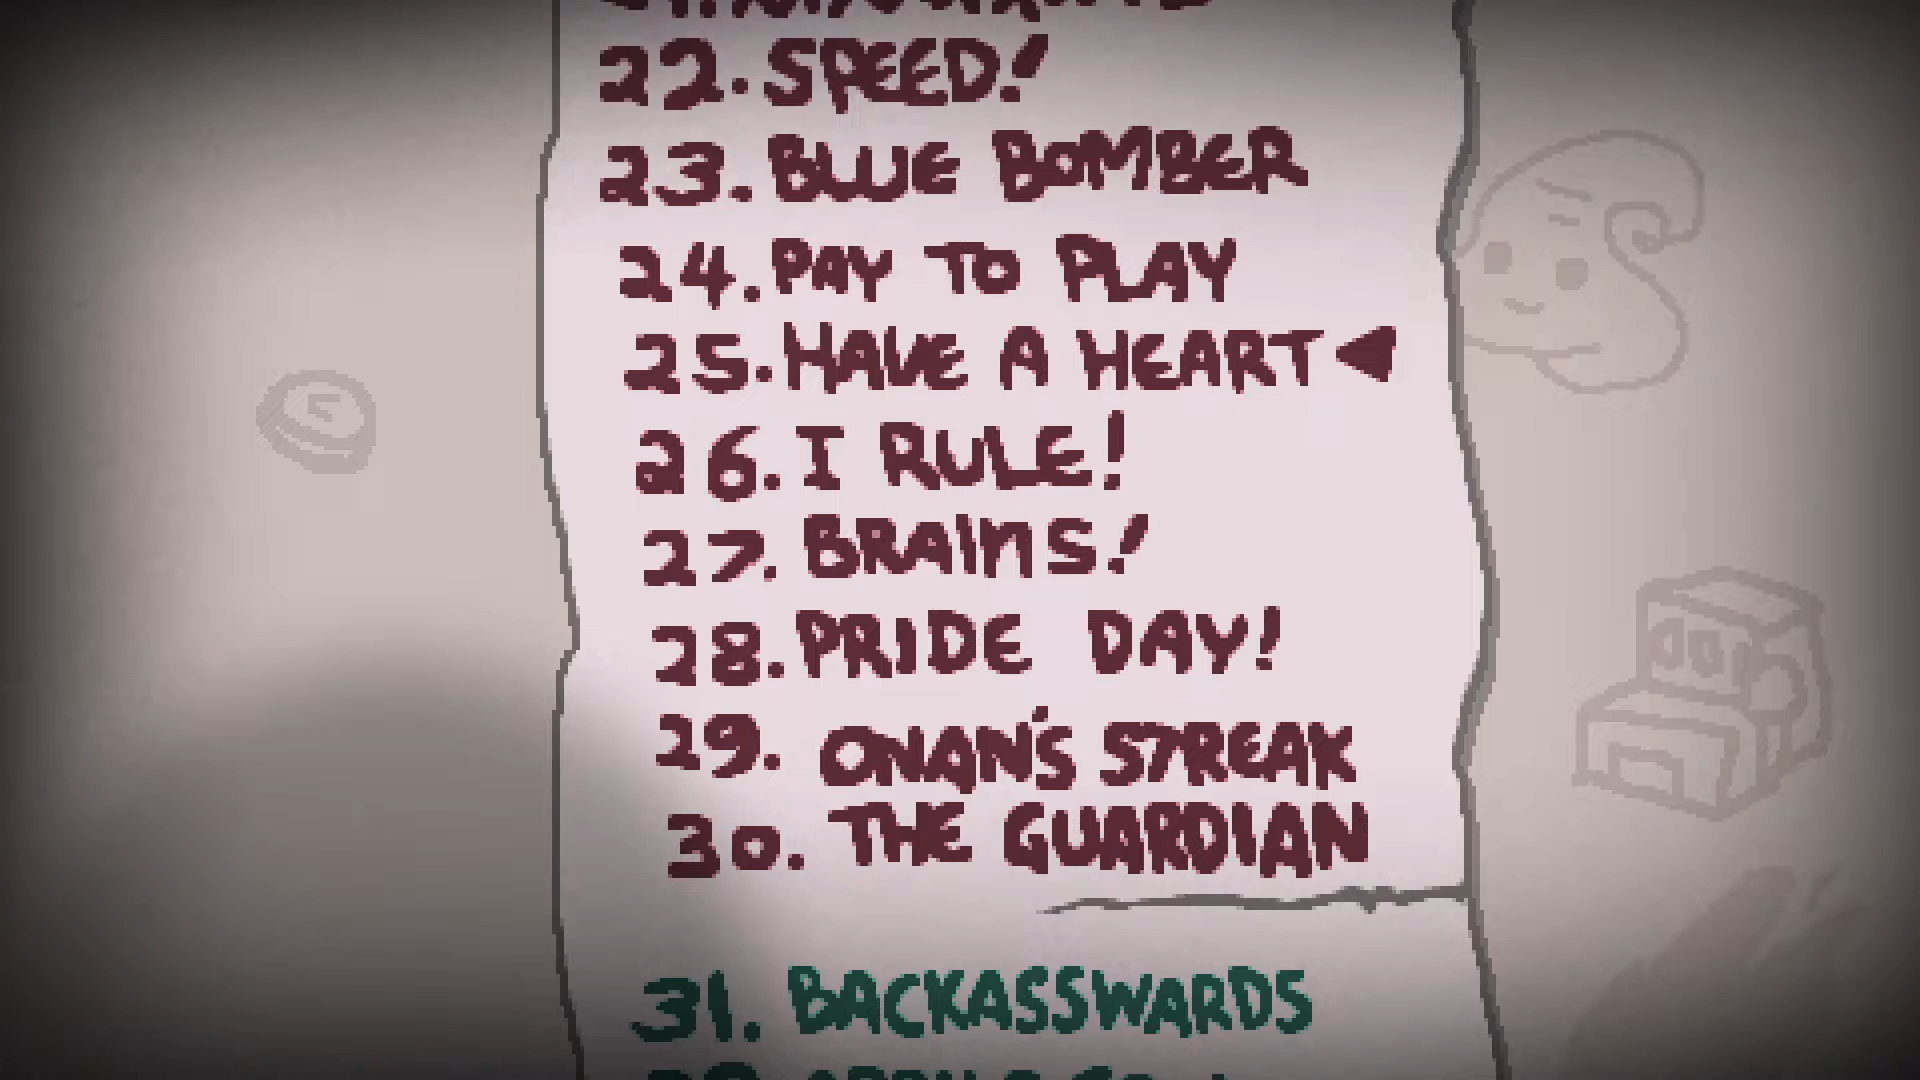 22. SPEED!
23. BLUE BOMBER
24. PAY TO PLAY
25. HAVE A HEART
26. I RULE!
27. BRAINS!
28. PRIDE DAY!
29. ONAN'S STREAK
30. THE GUARDIAN
31. BACKASSWARDS